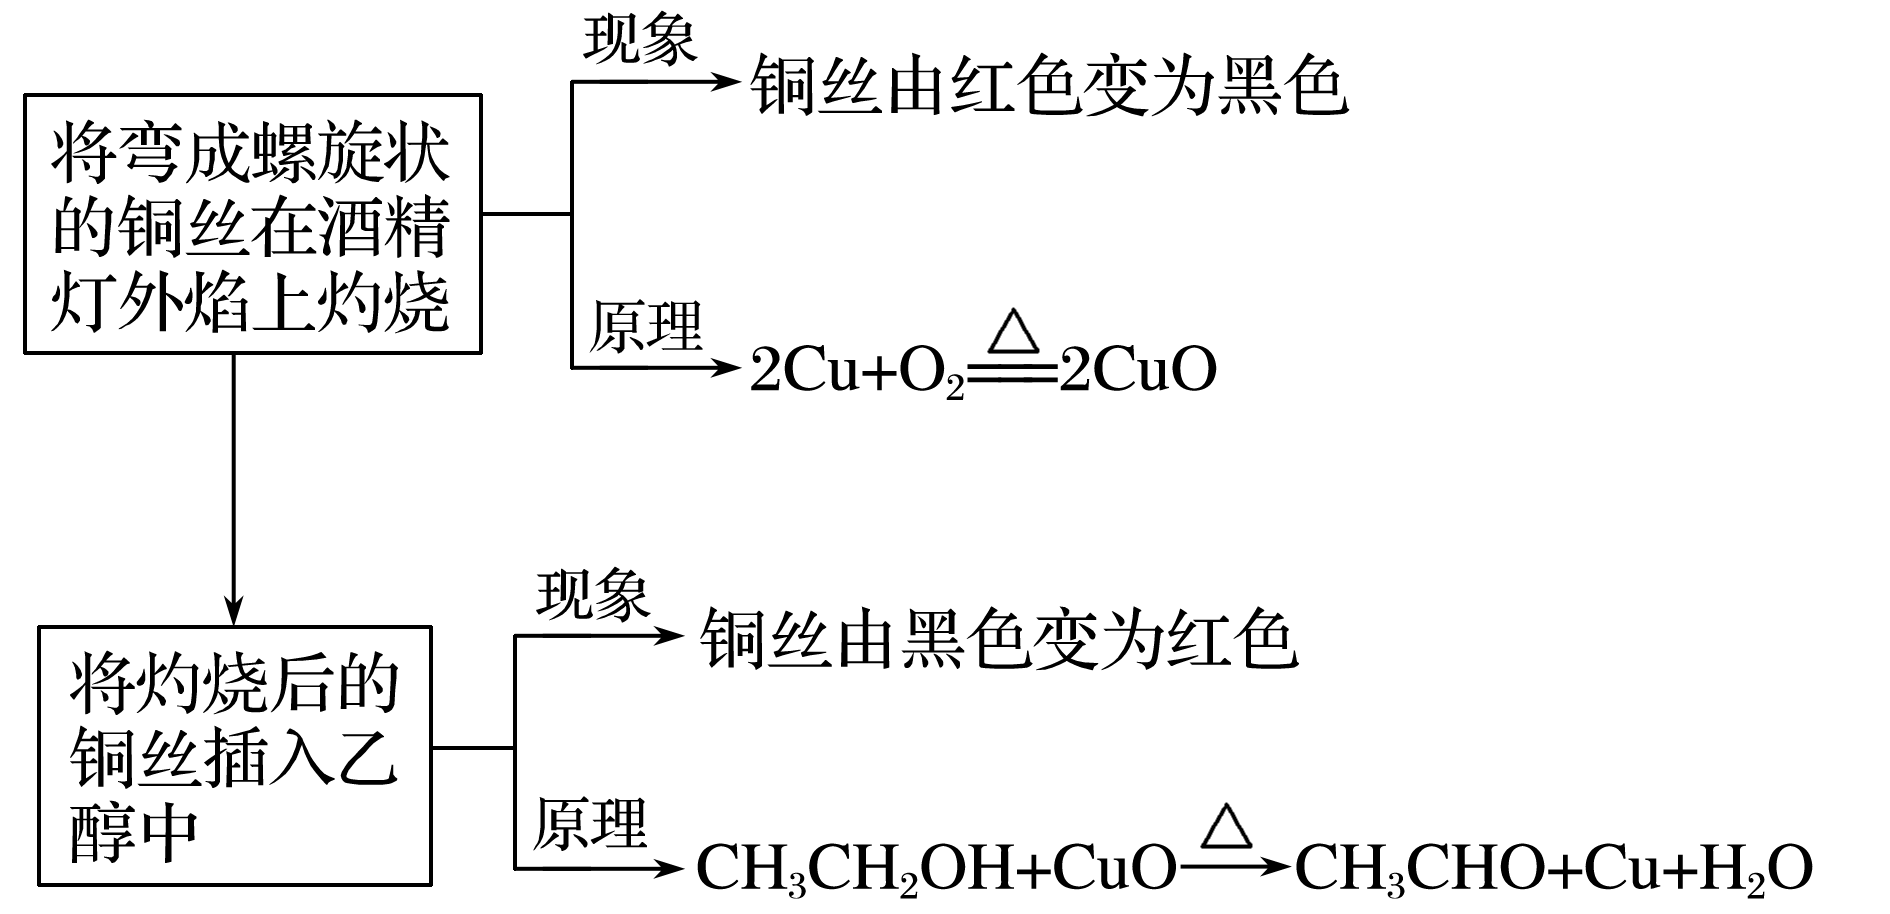 现象
铜丝由红色变为黑色
将弯成螺旋状
的铜丝在酒精
灯外焰上灼烧
原理
2Cu+O₂══△══2CuO
现象
铜丝由黑色变为红色
将灼烧后的
铜丝插入乙
醇中
原理
CH₃CH₂OH+CuO—△→CH₃CHO+Cu+H₂O